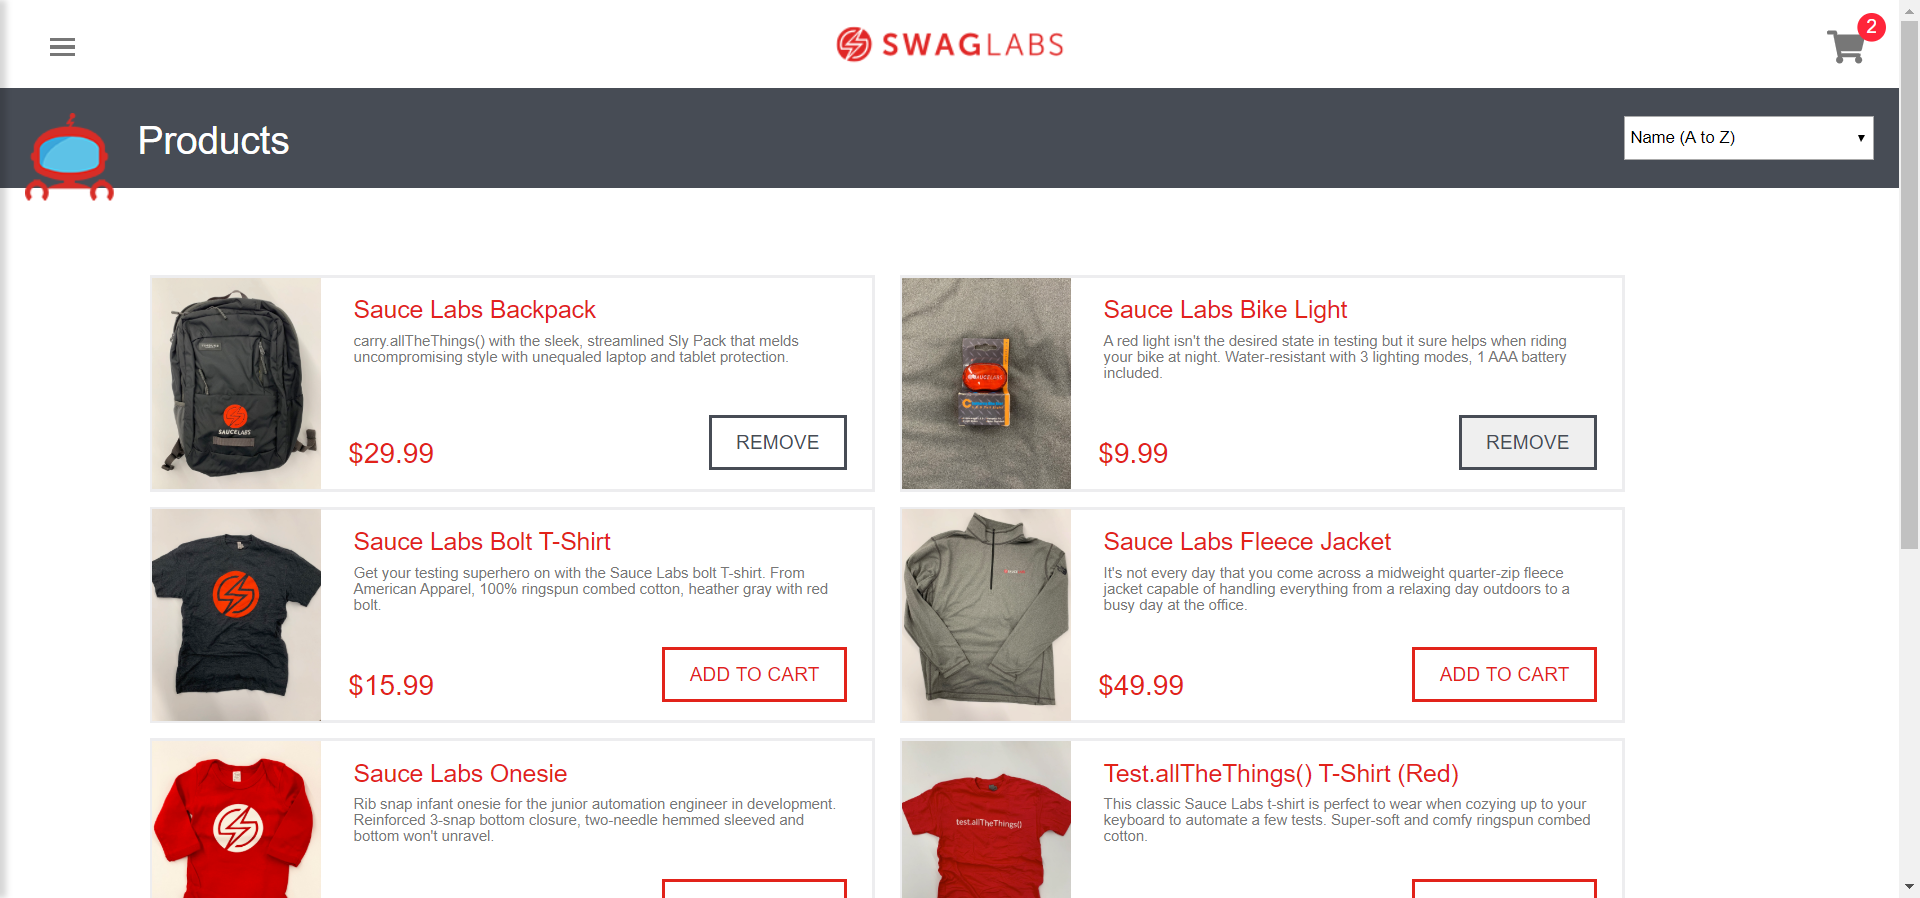 SWAGLABS
2
Products
Name (A to Z)
Sauce Labs Backpack
carry.allTheThings() with the sleek, streamlined Sly Pack that melds
uncompromising style with unequaled laptop and tablet protection.
SAUCELABS
$29.99
REMOVE
Sauce Labs Bike Light
A red light isn't the desired state in testing but it sure helps when riding
your bike at night. Water-resistant with 3 lighting modes, 1 AAA battery
included.
SAUCELABS
$9.99
REMOVE
Sauce Labs Bolt T-Shirt
Get your testing superhero on with the Sauce Labs bolt T-shirt. From
American Apparel, 100% ringspun combed cotton, heather gray with red
bolt.
$15.99
ADD TO CART
Sauce Labs Fleece Jacket
It's not every day that you come across a midweight quarter-zip fleece
jacket capable of handling everything from a relaxing day outdoors to a
busy day at the office.
$49.99
ADD TO CART
Sauce Labs Onesie
Rib snap infant onesie for the junior automation engineer in development.
Reinforced 3-snap bottom closure, two-needle hemmed sleeved and
bottom won't unravel.
Test.allTheThings() T-Shirt (Red)
This classic Sauce Labs t-shirt is perfect to wear when cozying up to your
keyboard to automate a few tests. Super-soft and comfy ringspun combed
cotton.
test.allTheThings()